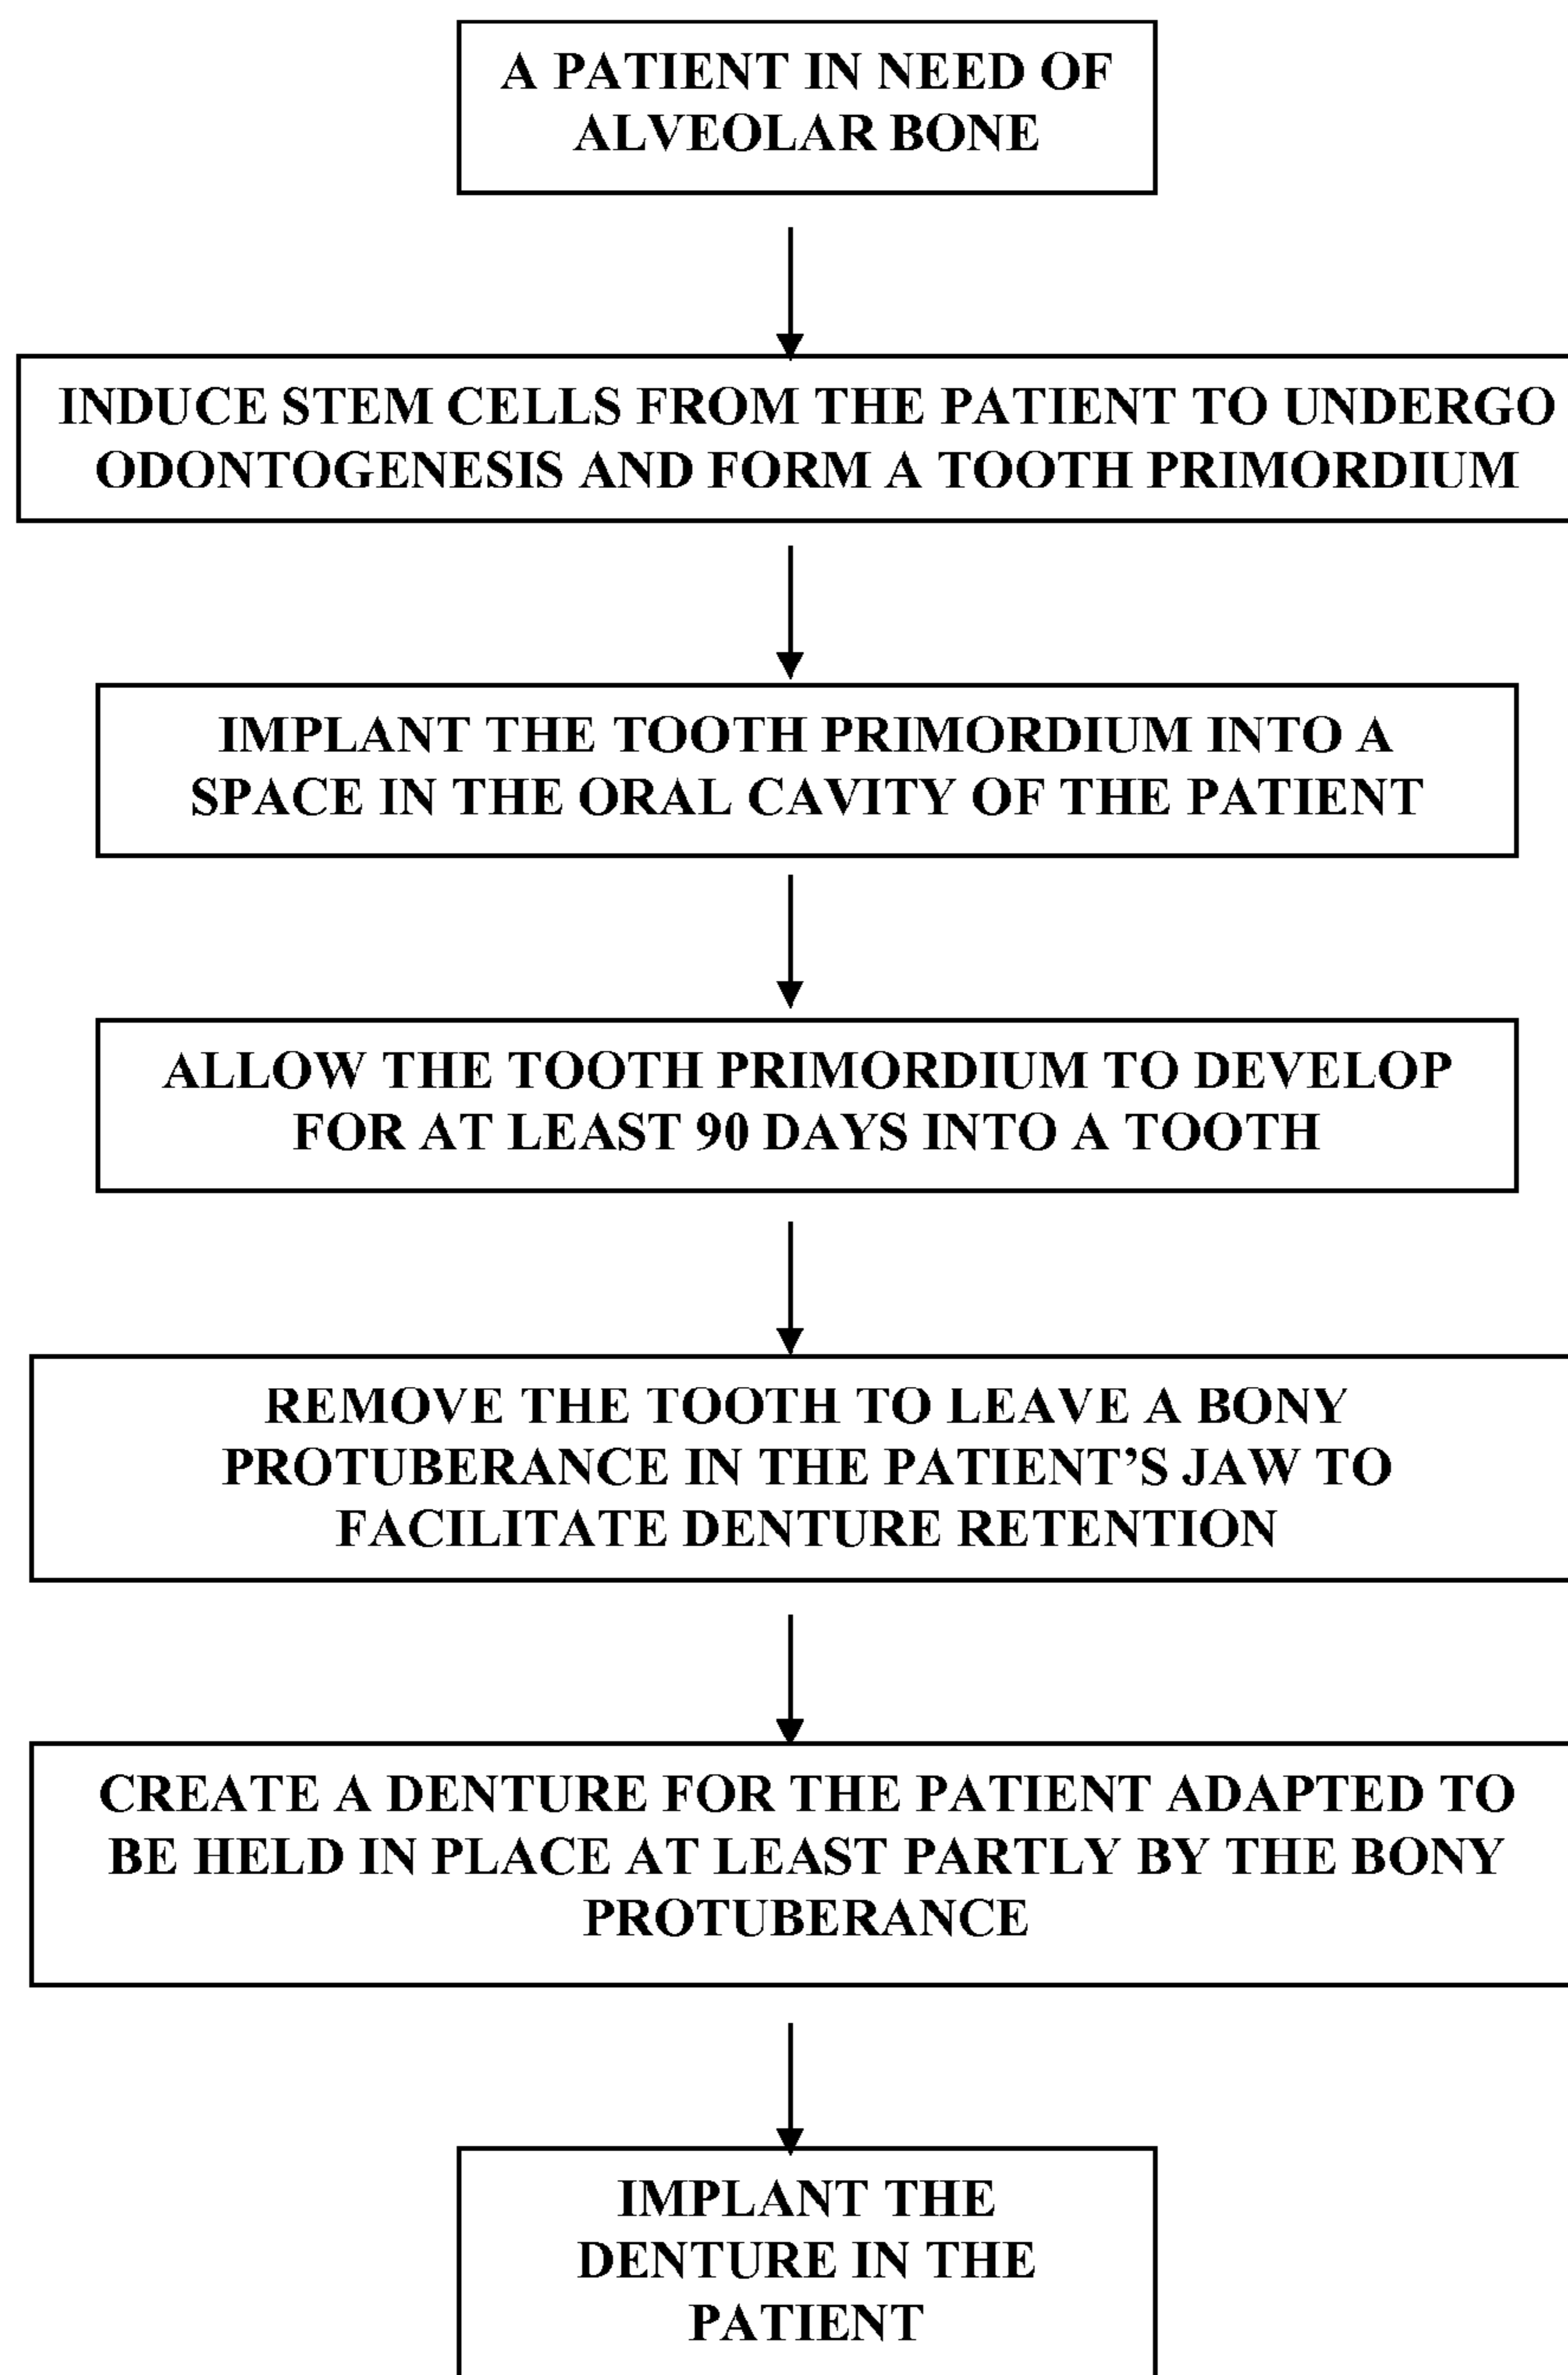 A PATIENT IN NEED OF
ALVEOLAR BONE
INDUCE STEM CELLS FROM THE PATIENT TO UNDERGO
ODONTOGENESIS AND FORM A TOOTH PRIMORDIUM
IMPLANT THE TOOTH PRIMORDIUM INTO A
SPACE IN THE ORAL CAVITY OF THE PATIENT
ALLOW THE TOOTH PRIMORDIUM TO DEVELOP
FOR AT LEAST 90 DAYS INTO A TOOTH
REMOVE THE TOOTH TO LEAVE A BONY
PROTUBERANCE IN THE PATIENT’S JAW TO
FACILITATE DENTURE RETENTION
CREATE A DENTURE FOR THE PATIENT ADAPTED TO
BE HELD IN PLACE AT LEAST PARTLY BY THE BONY
PROTUBERANCE
IMPLANT THE
DENTURE IN THE
PATIENT